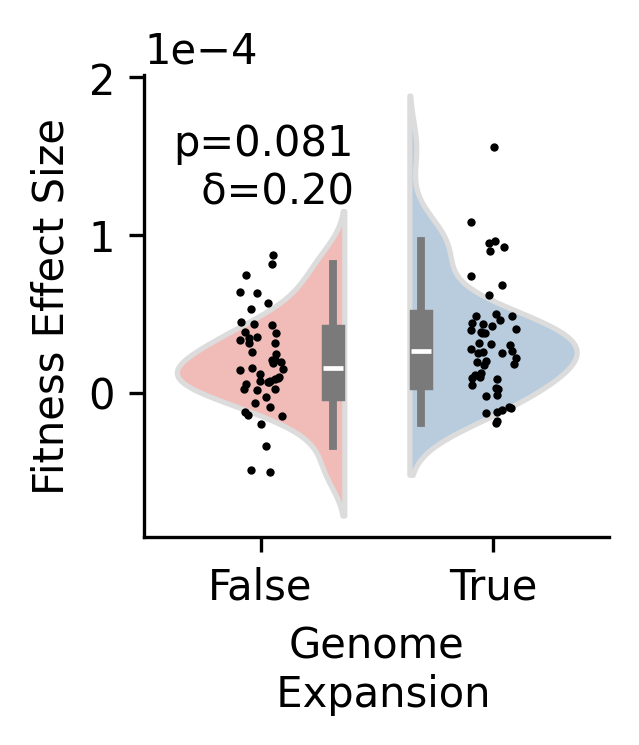 1e−4
2
1
0
Fitness Effect Size
p=0.081
δ=0.20
False
True
Genome
Expansion